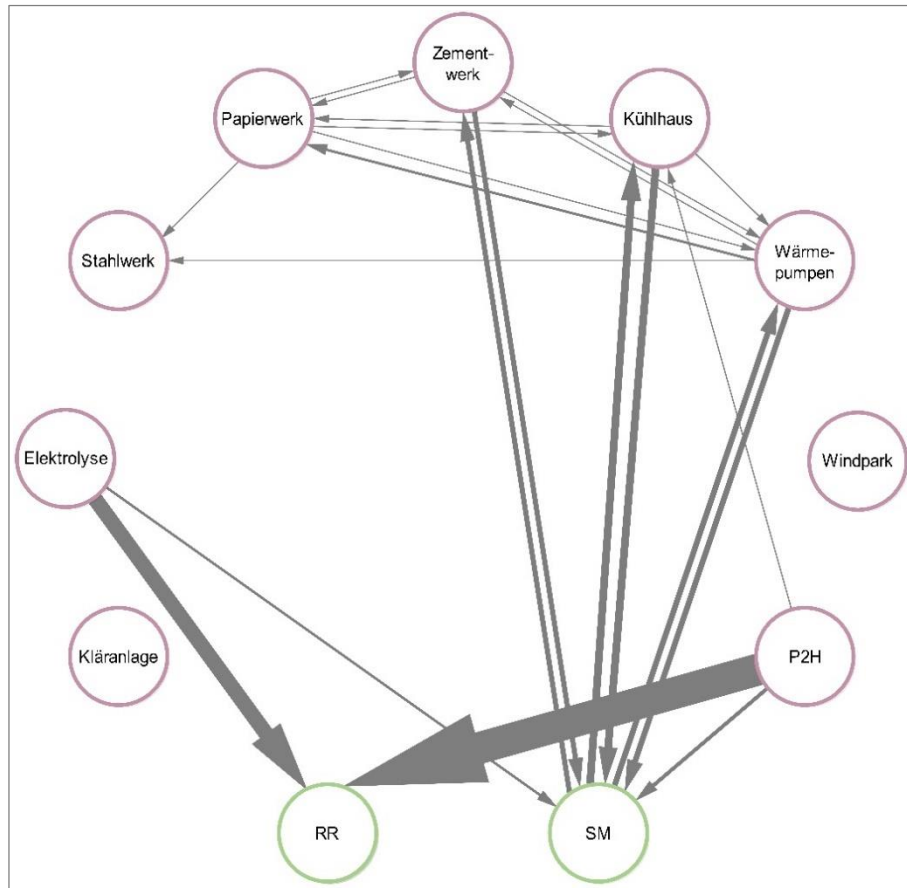 Zement-
werk
Papierwerk
Kühlhaus
Stahlwerk
Wärme-
pumpen
Elektrolyse
Windpark
Kläranlage
P2H
RR
SM